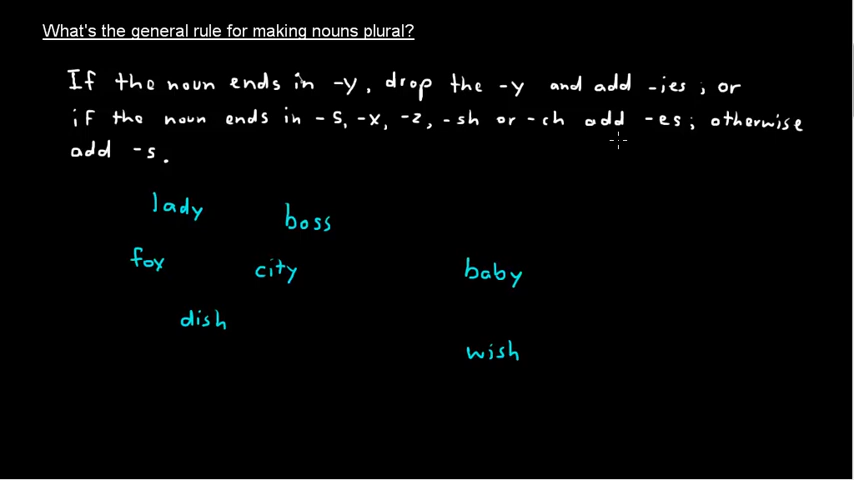 What's the general rule for making nouns plural?
If the noun ends in -y, drop the -y and add -ies; or
if the noun ends in -s, -x, -z, -sh or -ch add -es; otherwise
add -s.
lady boss
fox city baby
dish
wish